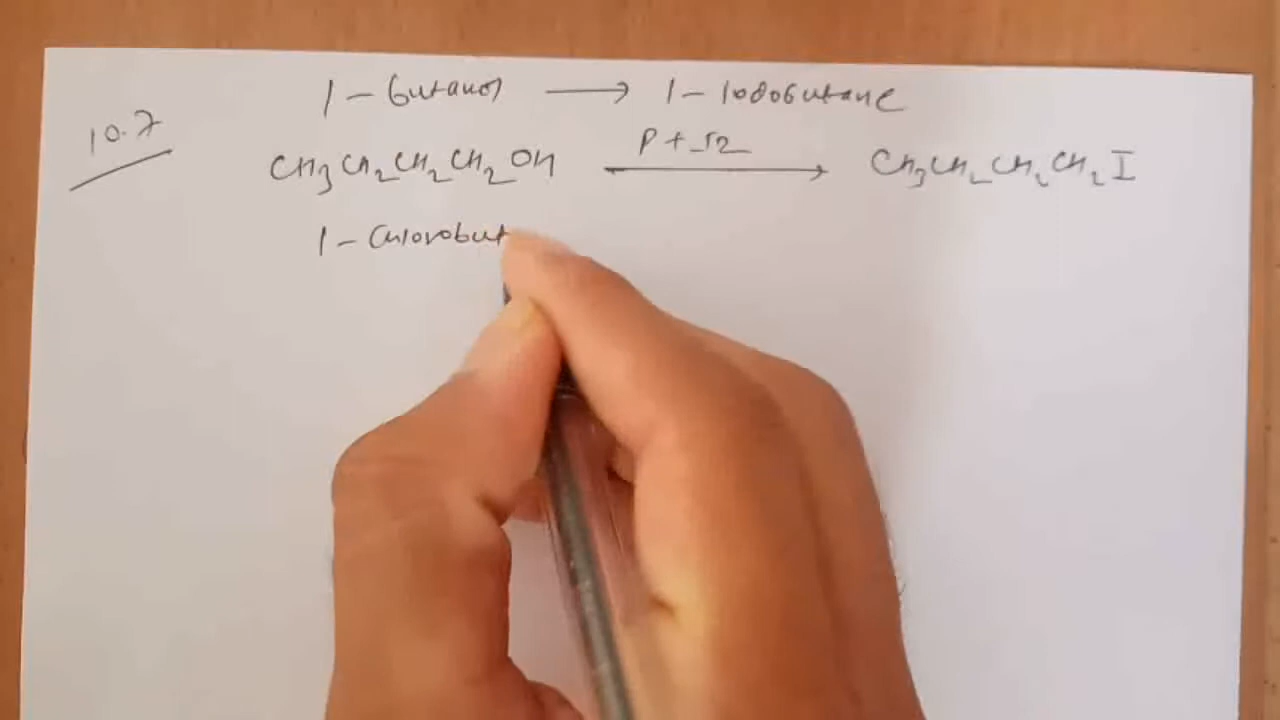 1 - Butanol → 1 - Iodobutane
10.7
CH3CH2CH2CH2OH P + I2 → CH3CH2CH2CH2I
1 - Chlorobut